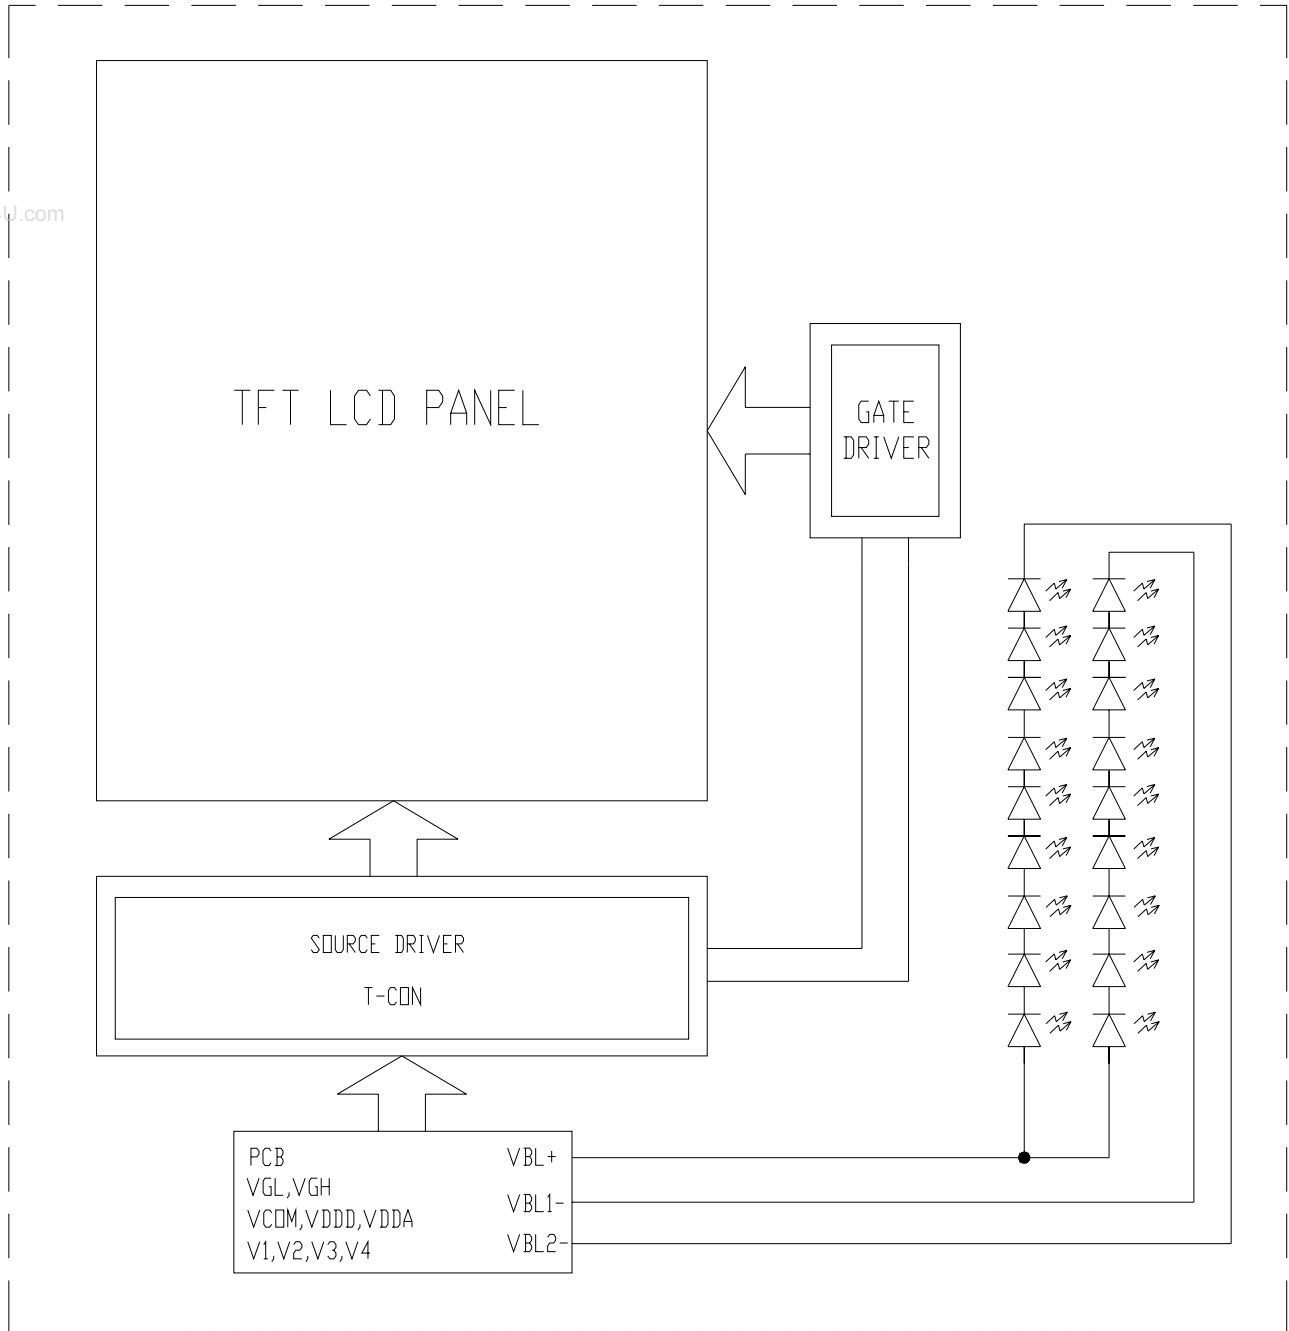 U.com
TFT LCD PANEL
GATE
DRIVER
SOURCE DRIVER
T-CON
PCB
VGL,VGH
VCOM,VDDD,VDDA
V1,V2,V3,V4
VBL+
VBL1-
VBL2-